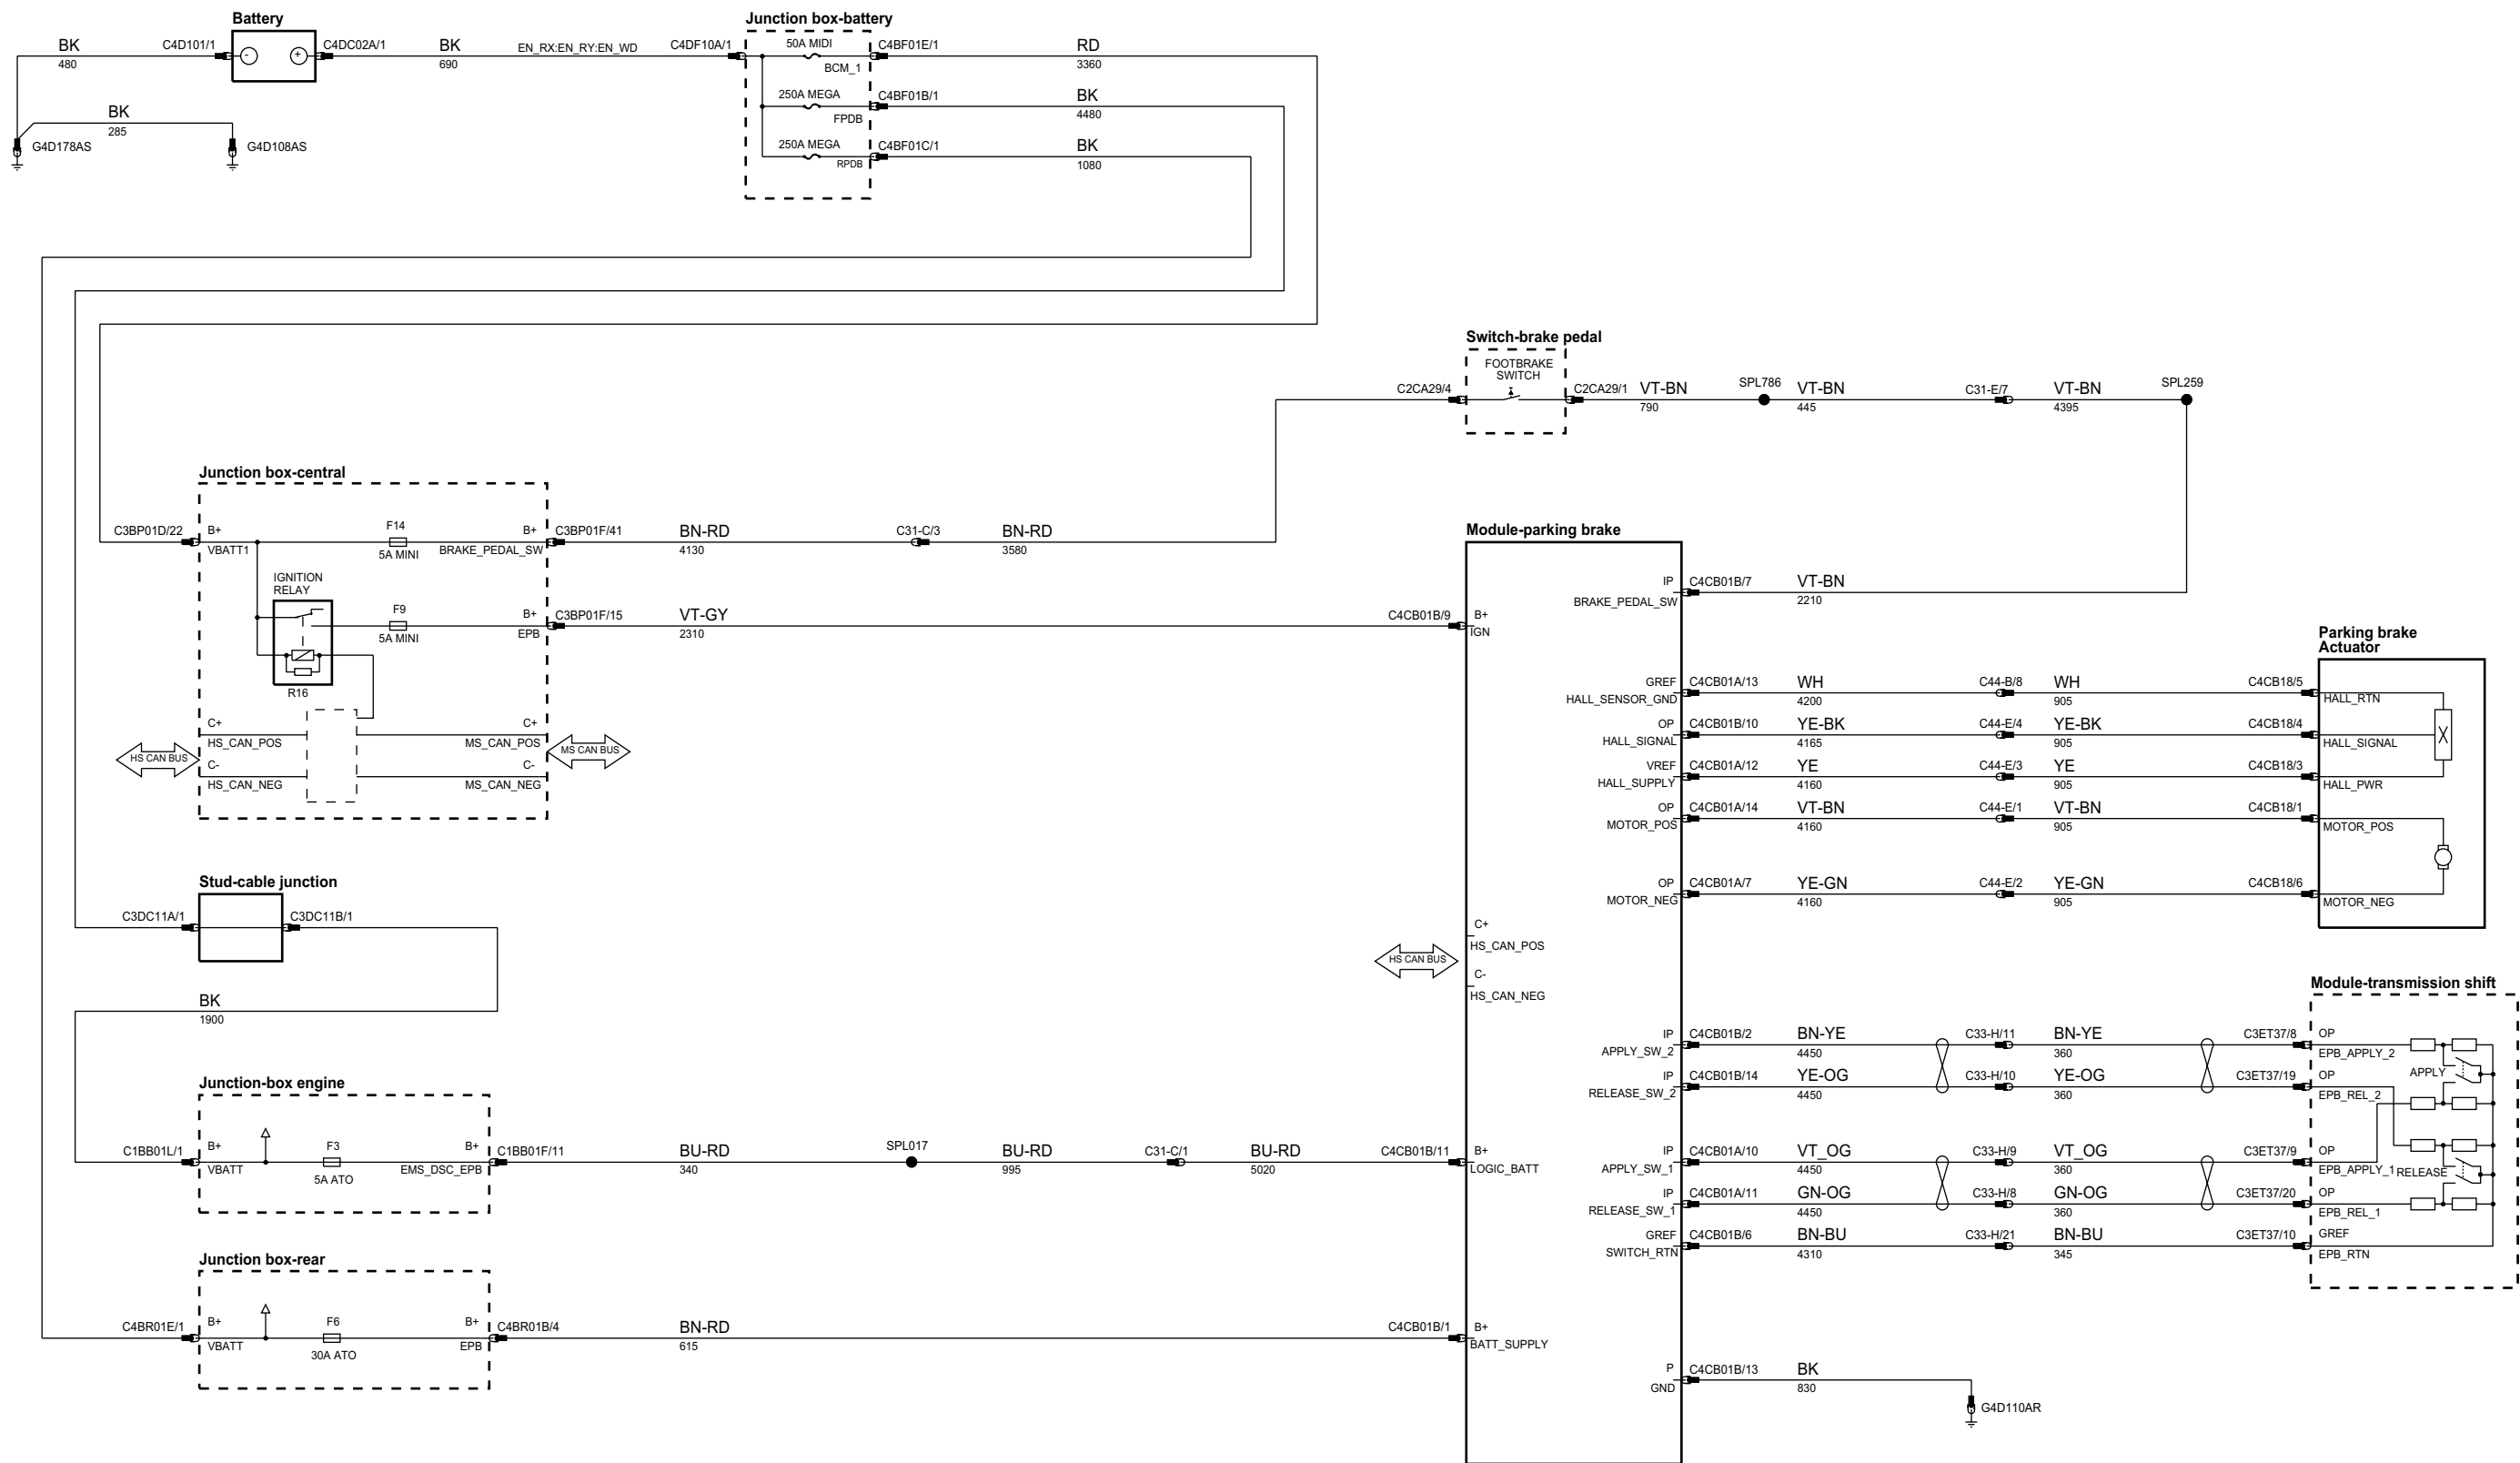 Battery
Junction box-battery
BK
480
C4D101/1
-
+
C4DC02A/1
BK
690
EN_RX:EN_RY:EN_WD
C4DF10A/1
50A MIDI
BCM_1
C4BF01E/1
RD
3360
250A MEGA
FPDB
C4BF01B/1
BK
4480
250A MEGA
RPDB
C4BF01C/1
BK
1080
BK
285
G4D178AS
G4D108AS
Switch-brake pedal
FOOTBRAKE
SWITCH
C2CA29/4
C2CA29/1
VT-BN
790
SPL786
VT-BN
445
C31-E/7
VT-BN
4395
SPL259
Junction box-central
C3BP01D/22
B+
VBATT1
F14
5A MINI
B+
BRAKE_PEDAL_SW
C3BP01F/41
BN-RD
4130
C31-C/3
BN-RD
3580
IGNITION
RELAY
R16
F9
5A MINI
B+
EPB
C3BP01F/15
VT-GY
2310
C4CB01B/9
B+
IGN
C+
HS_CAN_POS
C-
HS_CAN_NEG
HS CAN BUS
C+
MS_CAN_POS
C-
MS_CAN_NEG
MS CAN BUS
Module-parking brake
IP
BRAKE_PEDAL_SW
C4CB01B/7
VT-BN
2210
Parking brake
Actuator
GREF
HALL_SENSOR_GND
C4CB01A/13
WH
4200
C44-B/8
WH
905
C4CB18/5
HALL_RTN
OP
HALL_SIGNAL
C4CB01B/10
YE-BK
4165
C44-E/4
YE-BK
905
C4CB18/4
HALL_SIGNAL
VREF
HALL_SUPPLY
C4CB01A/12
YE
4160
C44-E/3
YE
905
C4CB18/3
HALL_PWR
OP
MOTOR_POS
C4CB01A/14
VT-BN
4160
C44-E/1
VT-BN
905
C4CB18/1
MOTOR_POS
OP
MOTOR_NEG
C4CB01A/7
YE-GN
4160
C44-E/2
YE-GN
905
C4CB18/6
MOTOR_NEG
Stud-cable junction
C3DC11A/1
C3DC11B/1
BK
1900
C+
HS_CAN_POS
C-
HS_CAN_NEG
HS CAN BUS
Module-transmission shift
IP
APPLY_SW_2
C4CB01B/2
BN-YE
4450
C33-H/11
BN-YE
360
C3ET37/8
OP
EPB_APPLY_2
APPLY
IP
RELEASE_SW_2
C4CB01B/14
YE-OG
4450
C33-H/10
YE-OG
360
C3ET37/19
OP
EPB_REL_2
Junction-box engine
C1BB01L/1
B+
VBATT
F3
5A ATO
B+
EMS_DSC_EPB
C1BB01F/11
BU-RD
340
SPL017
BU-RD
995
C31-C/1
BU-RD
5020
C4CB01B/11
B+
LOGIC_BATT
IP
APPLY_SW_1
C4CB01A/10
VT_OG
4450
C33-H/9
VT_OG
360
C3ET37/9
OP
EPB_APPLY_1
RELEASE
IP
RELEASE_SW_1
C4CB01A/11
GN-OG
4450
C33-H/8
GN-OG
360
C3ET37/20
OP
EPB_REL_1
GREF
SWITCH_RTN
C4CB01B/6
BN-BU
4310
C33-H/21
BN-BU
345
C3ET37/10
GREF
EPB_RTN
Junction box-rear
C4BR01E/1
B+
VBATT
F6
30A ATO
B+
EPB
C4BR01B/4
BN-RD
615
C4CB01B/1
B+
BATT_SUPPLY
P
GND
C4CB01B/13
BK
830
G4D110AR